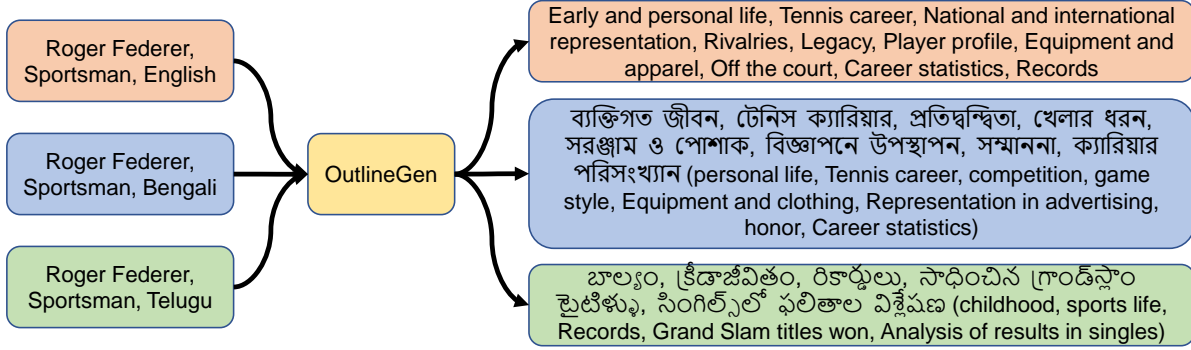 Roger Federer,
Sportsman, English
Roger Federer,
Sportsman, Bengali
Roger Federer,
Sportsman, Telugu
OutlineGen
Early and personal life, Tennis career, National and international
representation, Rivalries, Legacy, Player profile, Equipment and
apparel, Off the court, Career statistics, Records
ব্যক্তিগত জীবন, টেনিস ক্যারিয়ার, প্রতিদ্বন্দ্বিতা, খেলার ধরন,
সরঞ্জাম ও পোশাক, বিজ্ঞাপনে উপস্থাপন, সম্মাননা, ক্যারিয়ার
পরিসংখ্যান (personal life, Tennis career, competition, game
style, Equipment and clothing, Representation in advertising,
honor, Career statistics)
బాల్యం, క్రీడాజీవితం, రికార్డులు, సాధించిన గ్రాండ్‌స్లాం
టైటిళ్ళు, సింగిల్స్‌లో ఫలితాల విశ్లేషణ (childhood, sports life,
Records, Grand Slam titles won, Analysis of results in singles)